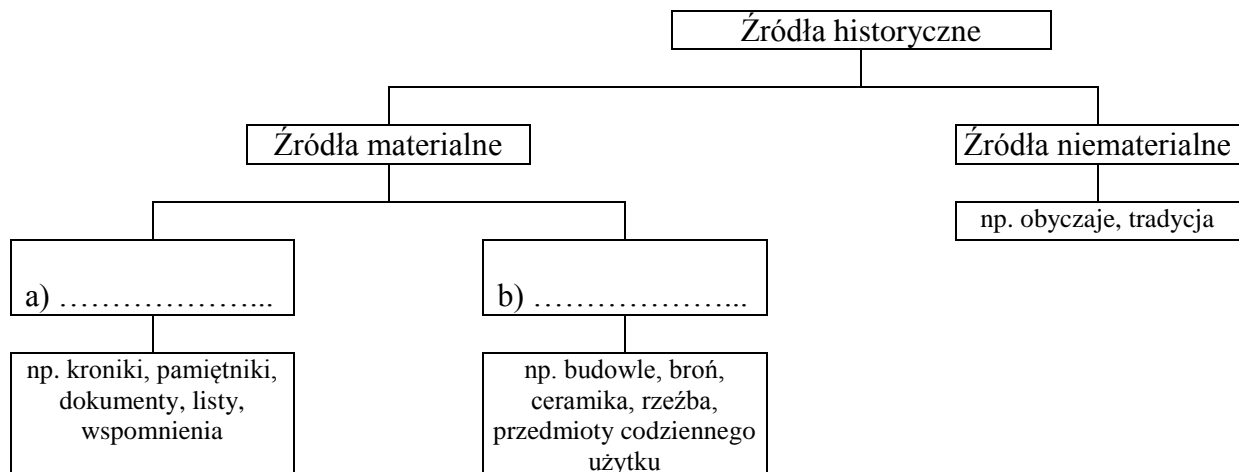 Źródła historyczne
Źródła materialne
Źródła niematerialne
np. obyczaje, tradycja
a) …………………...
b) …………………...
np. kroniki, pamiętniki,
dokumenty, listy,
wspomnienia
np. budowle, broń,
ceramika, rzeźba,
przedmioty codziennego
użytku